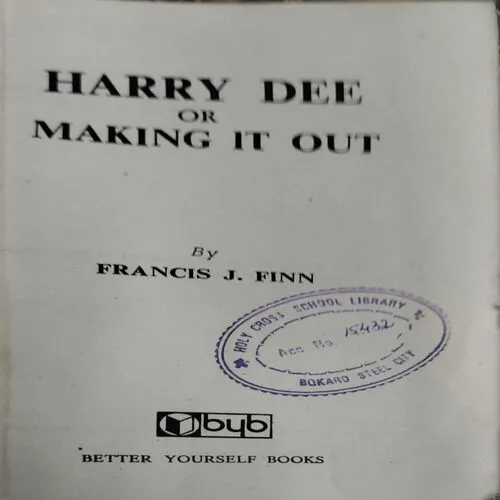 HARRY DEE
OR
MAKING IT OUT
By
FRANCIS J. FINN
HOLY CROSS SCHOOL LIBRARY
Acc No. 15432
BOKARO STEEL CITY
byb
BETTER YOURSELF BOOKS